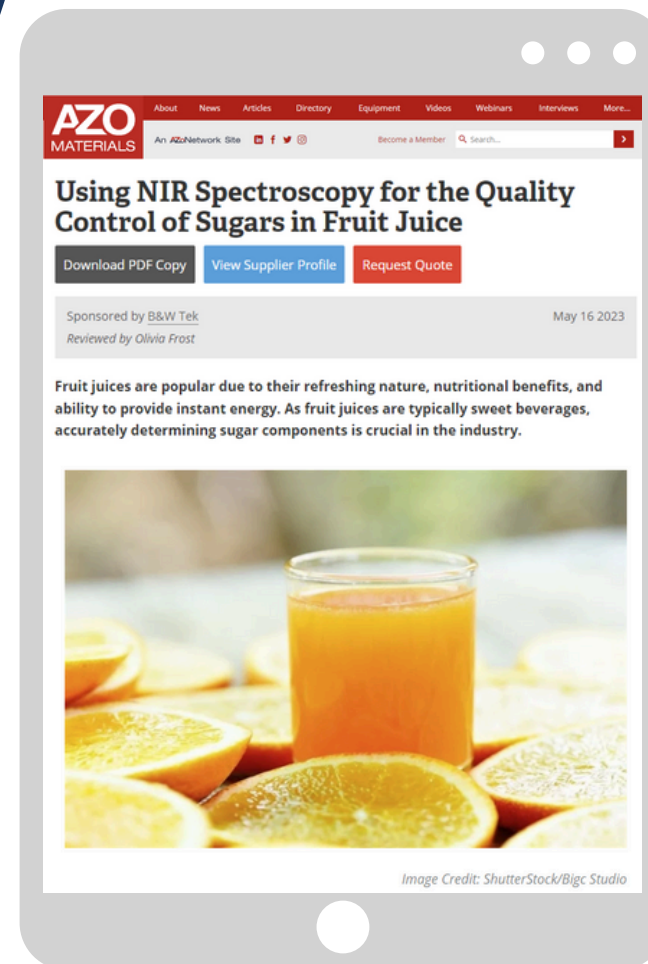 AZO
MATERIALS
About News Articles Directory Equipment Videos Webinars Interviews More...
An AZoNetwork Site Become a Member Search...
Using NIR Spectroscopy for the Quality
Control of Sugars in Fruit Juice
Download PDF Copy View Supplier Profile Request Quote
Sponsored by B&W Tek May 16 2023
Reviewed by Olivia Frost
Fruit juices are popular due to their refreshing nature, nutritional benefits, and
ability to provide instant energy. As fruit juices are typically sweet beverages,
accurately determining sugar components is crucial in the industry.
Image Credit: ShutterStock/Bigc Studio